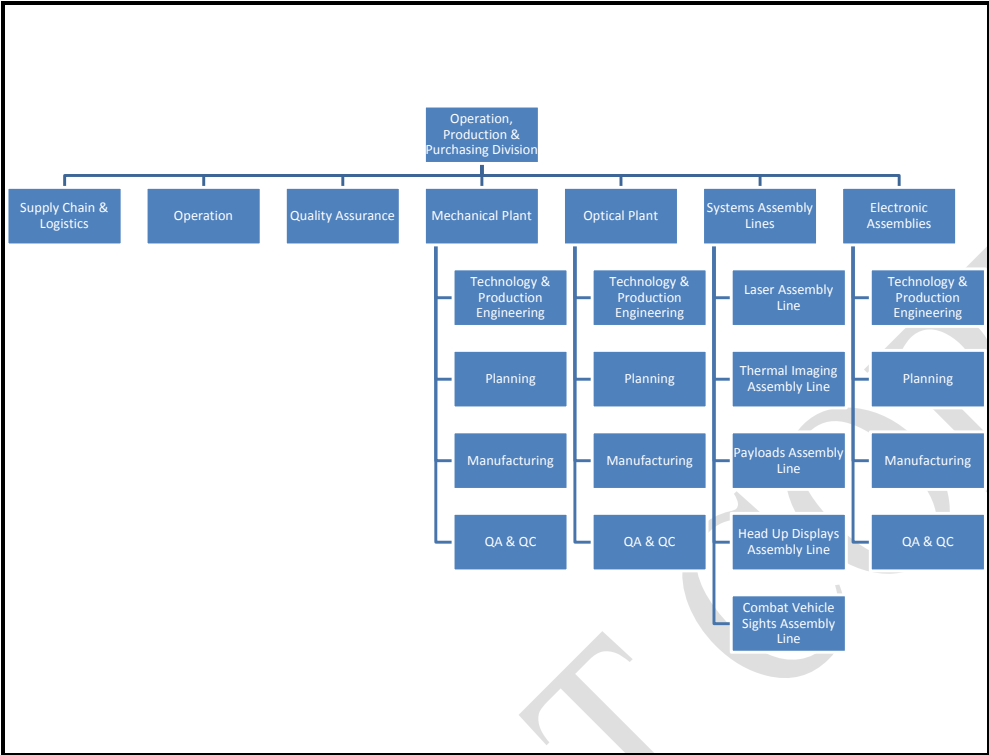 Operation,
Production &
Purchasing Division
Supply Chain &
Logistics
Operation
Quality Assurance
Mechanical Plant
Optical Plant
Systems Assembly
Lines
Electronic
Assemblies
Technology &
Production
Engineering
Planning
Manufacturing
QA & QC
Technology &
Production
Engineering
Planning
Manufacturing
QA & QC
Laser Assembly
Line
Thermal Imaging
Assembly Line
Payloads Assembly
Line
Head Up Displays
Assembly Line
Combat Vehicle
Sights Assembly
Line
Technology &
Production
Engineering
Planning
Manufacturing
QA & QC